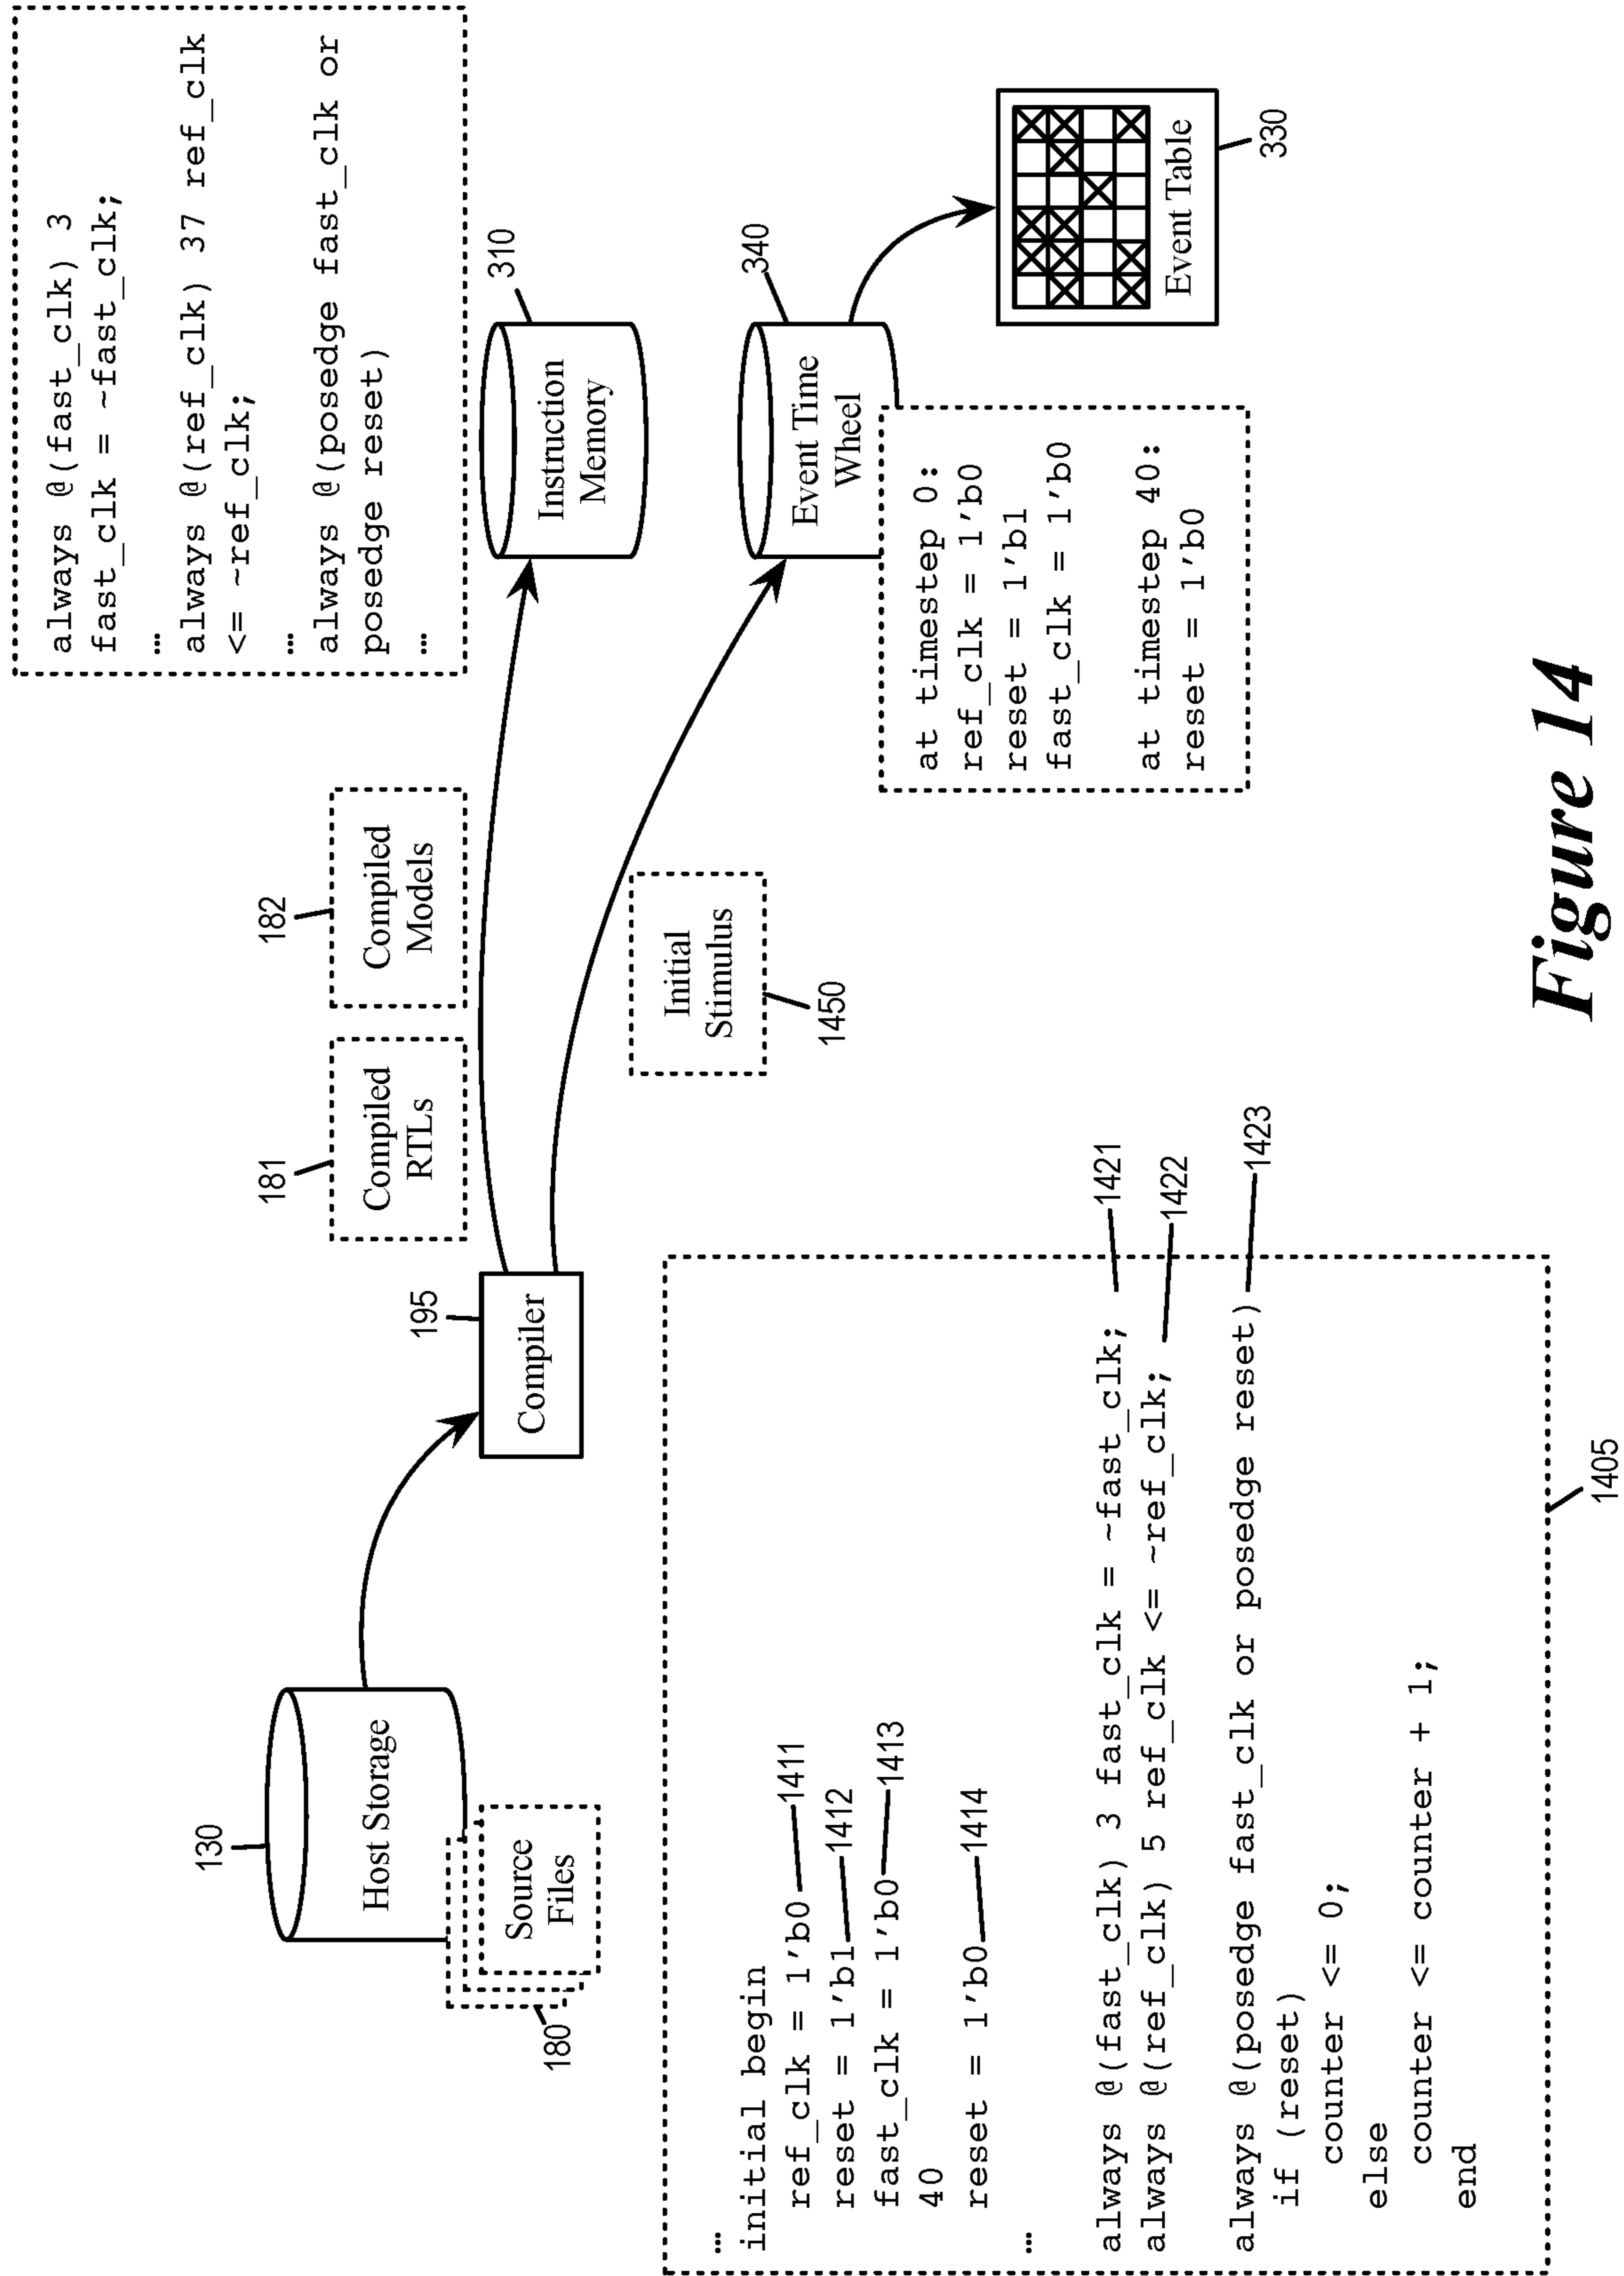 130
Host Storage
Source
Files
180
195
Compiler
181
Compiled
RTLs
182
Compiled
Models
always @(fast_clk) 3
fast_clk = ~fast_clk;
…
always @(ref_clk) 37 ref_clk
<= ~ref_clk;
…
always @(posedge fast_clk or
posedge reset)
…
310
Instruction
Memory
Initial
Stimulus
1450
340
Event Time
Wheel
at timestep 0:
ref_clk = 1'b0
reset = 1'b1
fast_clk = 1'b0
at timestep 40:
reset = 1'b0
Event Table
330
…
initial begin
ref_clk = 1'b0 1411
reset = 1'b1 1412
fast_clk = 1'b0 1413
40
reset = 1'b0 1414
…
always @(fast_clk) 3 fast_clk = ~fast_clk; 1421
always @(ref_clk) 5 ref_clk <= ~ref_clk; 1422
always @(posedge fast_clk or posedge reset) 1423
if (reset)
counter <= 0;
else
counter <= counter + 1;
end
1405
Figure 14